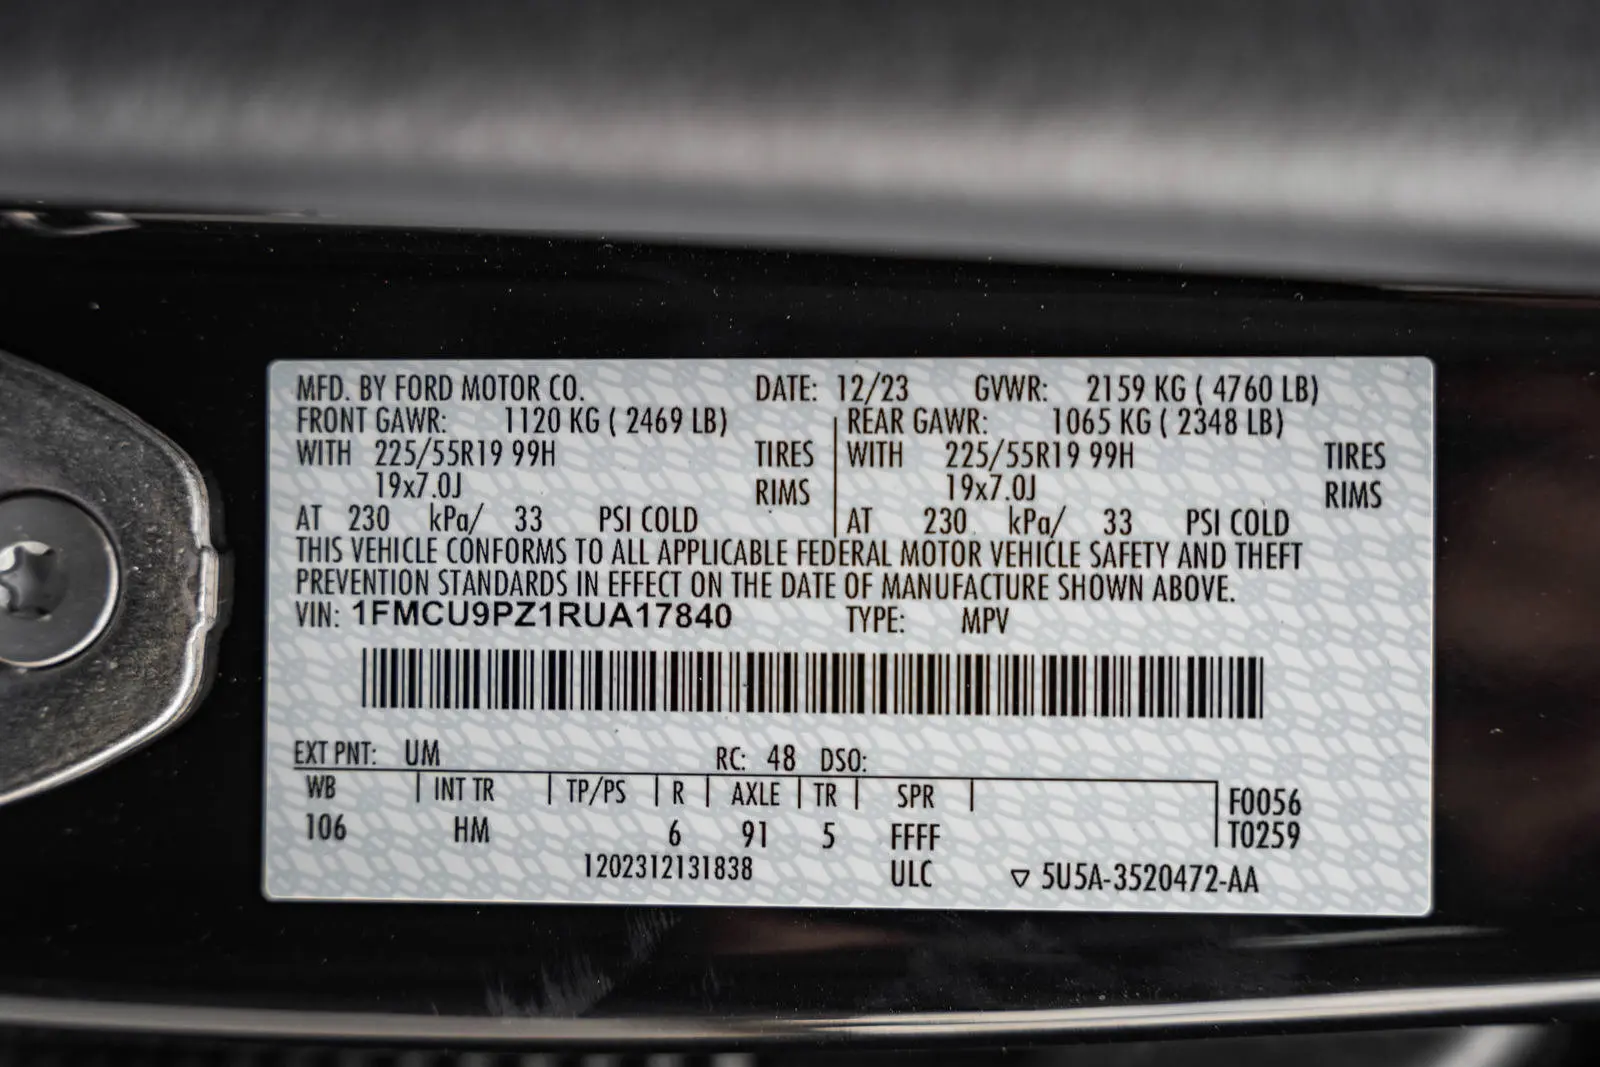 MFD. BY FORD MOTOR CO. DATE: 12/23 GVWR: 2159 KG ( 4760 LB)
FRONT GAWR: 1120 KG ( 2469 LB) REAR GAWR: 1065 KG ( 2348 LB)
WITH 225/55R19 99H TIRES WITH 225/55R19 99H TIRES
19x7.0J RIMS 19x7.0J RIMS
AT 230 kPa/ 33 PSI COLD AT 230 kPa/ 33 PSI COLD
THIS VEHICLE CONFORMS TO ALL APPLICABLE FEDERAL MOTOR VEHICLE SAFETY AND THEFT
PREVENTION STANDARDS IN EFFECT ON THE DATE OF MANUFACTURE SHOWN ABOVE.
VIN: 1FMCU9PZ1RUA17840 TYPE: MPV
EXT PNT: UM RC: 48 DSO:
WB | INT TR | TP/PS | R | AXLE | TR | SPR | F0056
106 HM 6 91 5 FFFF T0259
1202312131838 ULC ▽ 5U5A-3520472-AA